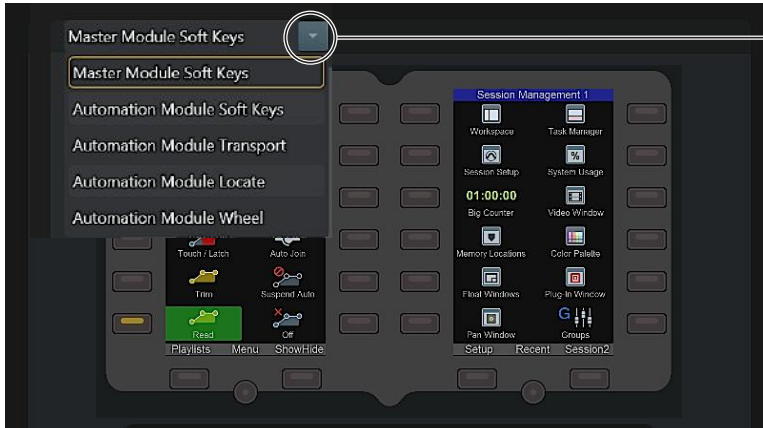 Master Module Soft Keys
Master Module Soft Keys
Automation Module Soft Keys
Automation Module Transport
Automation Module Locate
Automation Module Wheel
Touch / Latch Auto Join
Trim Suspend Auto
Read Off
Playlists Menu ShowHide
Session Management 1
Workspace Task Manager
Session Setup System Usage
01:00:00
Big Counter Video Window
Memory Locations Color Palette
Float Windows Plug-In Window
G
Pan Window Groups
Setup Recent Session2